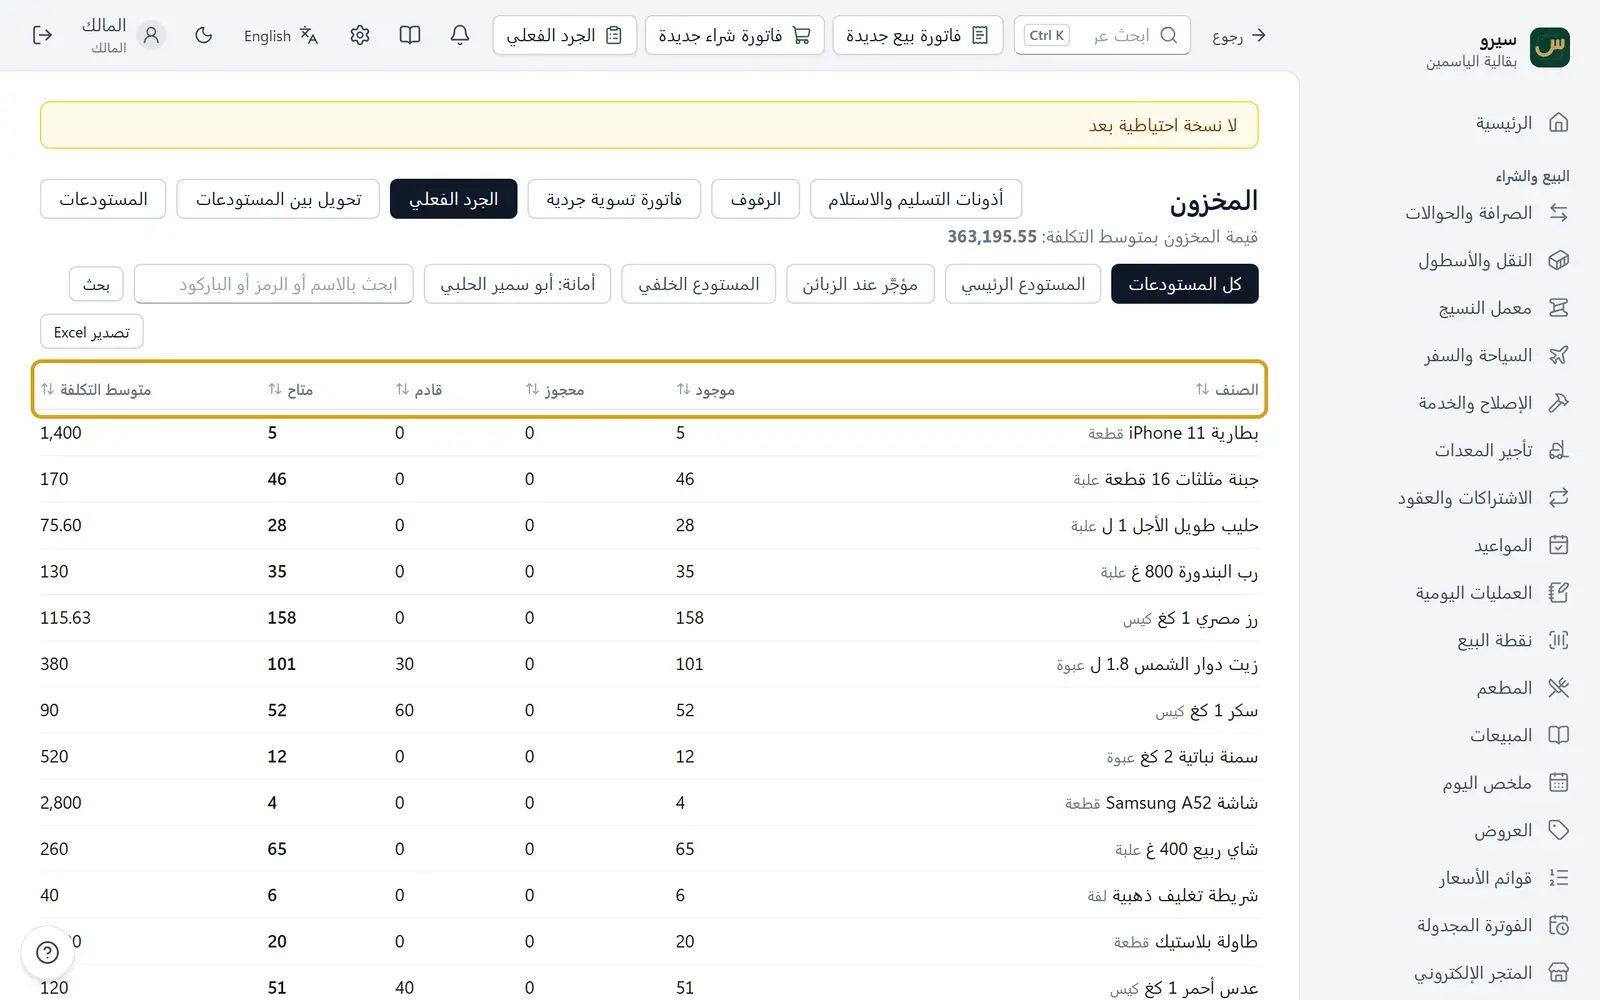 س
سيرو
بقالية الياسمين
رجوع
ابحث عر
Ctrl K
فاتورة بيع جديدة
فاتورة شراء جديدة
الجرد الفعلي
English
المالك
المالك
الرئيسية
البيع والشراء
الصرافة والحوالات
النقل والأسطول
معمل النسيج
السياحة والسفر
الإصلاح والخدمة
تأجير المعدات
الاشتراكات والعقود
المواعيد
العمليات اليومية
نقطة البيع
المطعم
المبيعات
ملخص اليوم
العروض
قوائم الأسعار
الفوترة المجدولة
المتجر الإلكتروني
لا نسخة احتياطية بعد
المخزون
أذونات التسليم والاستلام
الرفوف
فاتورة تسوية جردية
الجرد الفعلي
تحويل بين المستودعات
المستودعات
قيمة المخزون بمتوسط التكلفة: 363,195.55
كل المستودعات
المستودع الرئيسي
مؤجَّر عند الزبائن
المستودع الخلفي
أمانة: أبو سمير الحلبي
ابحث بالاسم أو الرمز أو الباركود
بحث
تصدير Excel
الصنف موجود محجوز قادم متاح متوسط التكلفة
بطارية iPhone 11 قطعة 5 0 0 5 1,400
جبنة مثلثات 16 قطعة علبة 46 0 0 46 170
حليب طويل الأجل 1 ل علبة 28 0 0 28 75.60
رب البندورة 800 غ علبة 35 0 0 35 130
رز مصري 1 كغ كيس 158 0 0 158 115.63
زيت دوار الشمس 1.8 ل عبوة 101 0 30 101 380
سكر 1 كغ كيس 52 0 60 52 90
سمنة نباتية 2 كغ عبوة 12 0 0 12 520
شاشة Samsung A52 قطعة 4 0 0 4 2,800
شاي ربيع 400 غ علبة 65 0 0 65 260
شريطة تغليف ذهبية لفة 6 0 0 6 40
طاولة بلاستيك قطعة 20 0 0 20
عدس أحمر 1 كغ كيس 51 0 40 51 120